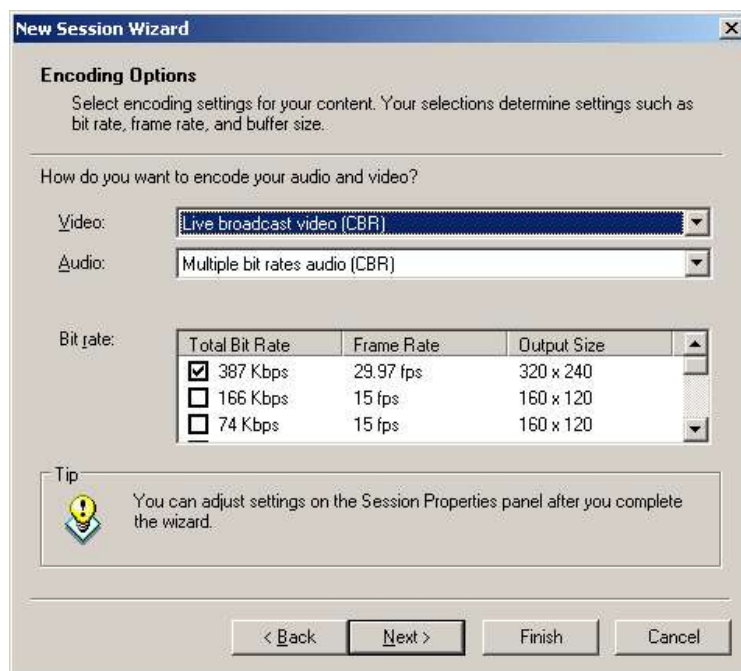 New Session Wizard
Encoding Options
Select encoding settings for your content. Your selections determine settings such as
bit rate, frame rate, and buffer size.
How do you want to encode your audio and video?
Video: Live broadcast video (CBR)
Audio: Multiple bit rates audio (CBR)
Bit rate: Total Bit Rate Frame Rate Output Size
387 Kbps 29.97 fps 320 x 240
166 Kbps 15 fps 160 x 120
74 Kbps 15 fps 160 x 120
Tip
You can adjust settings on the Session Properties panel after you complete
the wizard.
< Back Next > Finish Cancel